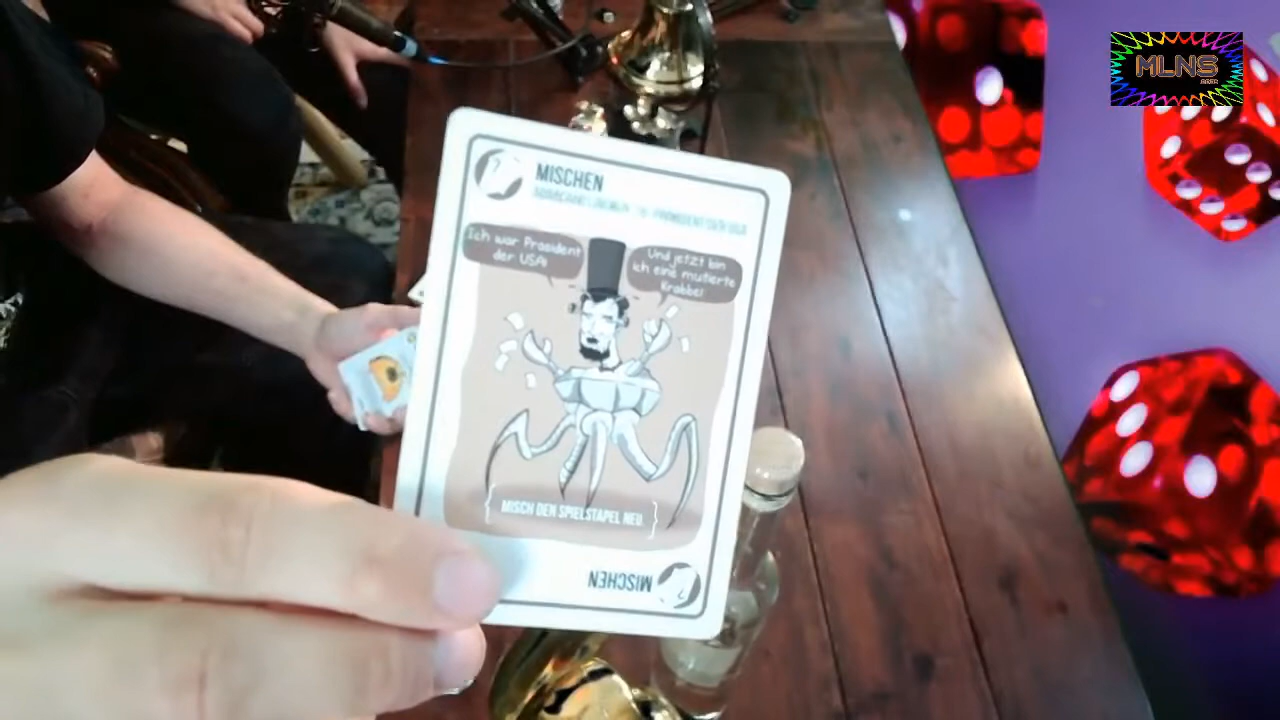 MLNS
MISCHEN
Ich war Präsident
der USA!
Und jetzt bin
ich eine mutierte
Krabbe!
MISCH DEN SPIELSTAPEL NEU.
MISCHEN